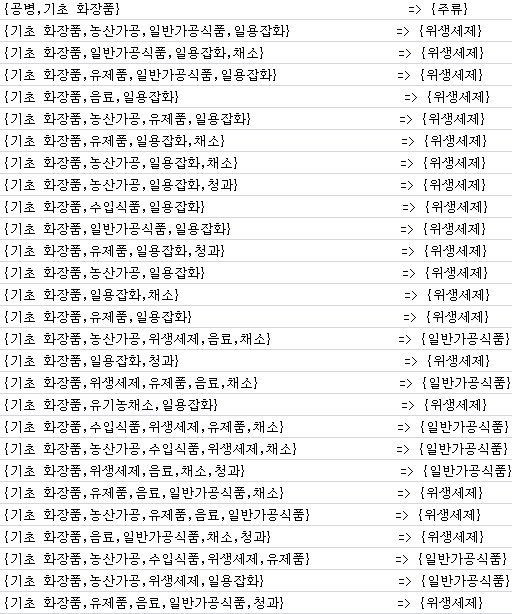 {공병,기초 화장품} => {주류}
{기초 화장품,농산가공,일반가공식품,일용잡화} => {위생세제}
{기초 화장품,일반가공식품,일용잡화,채소} => {위생세제}
{기초 화장품,유제품,일반가공식품,일용잡화} => {위생세제}
{기초 화장품,음료,일용잡화} => {위생세제}
{기초 화장품,농산가공,유제품,일용잡화} => {위생세제}
{기초 화장품,유제품,일용잡화,채소} => {위생세제}
{기초 화장품,농산가공,일용잡화,채소} => {위생세제}
{기초 화장품,농산가공,일용잡화,청과} => {위생세제}
{기초 화장품,수입식품,일용잡화} => {위생세제}
{기초 화장품,일반가공식품,일용잡화} => {위생세제}
{기초 화장품,유제품,일용잡화,청과} => {위생세제}
{기초 화장품,농산가공,일용잡화} => {위생세제}
{기초 화장품,일용잡화,채소} => {위생세제}
{기초 화장품,유제품,일용잡화} => {위생세제}
{기초 화장품,농산가공,위생세제,음료,채소} => {일반가공식품}
{기초 화장품,일용잡화,청과} => {위생세제}
{기초 화장품,위생세제,유제품,음료,채소} => {일반가공식품}
{기초 화장품,유기농채소,일용잡화} => {위생세제}
{기초 화장품,수입식품,위생세제,유제품,채소} => {일반가공식품}
{기초 화장품,농산가공,수입식품,위생세제,채소} => {일반가공식품}
{기초 화장품,위생세제,음료,채소,청과} => {일반가공식품}
{기초 화장품,유제품,음료,일반가공식품,채소} => {위생세제}
{기초 화장품,농산가공,유제품,음료,일반가공식품} => {위생세제}
{기초 화장품,음료,일반가공식품,채소,청과} => {위생세제}
{기초 화장품,농산가공,수입식품,위생세제,유제품} => {일반가공식품}
{기초 화장품,농산가공,위생세제,일용잡화} => {일반가공식품}
{기초 화장품,유제품,음료,일반가공식품,청과} => {위생세제}